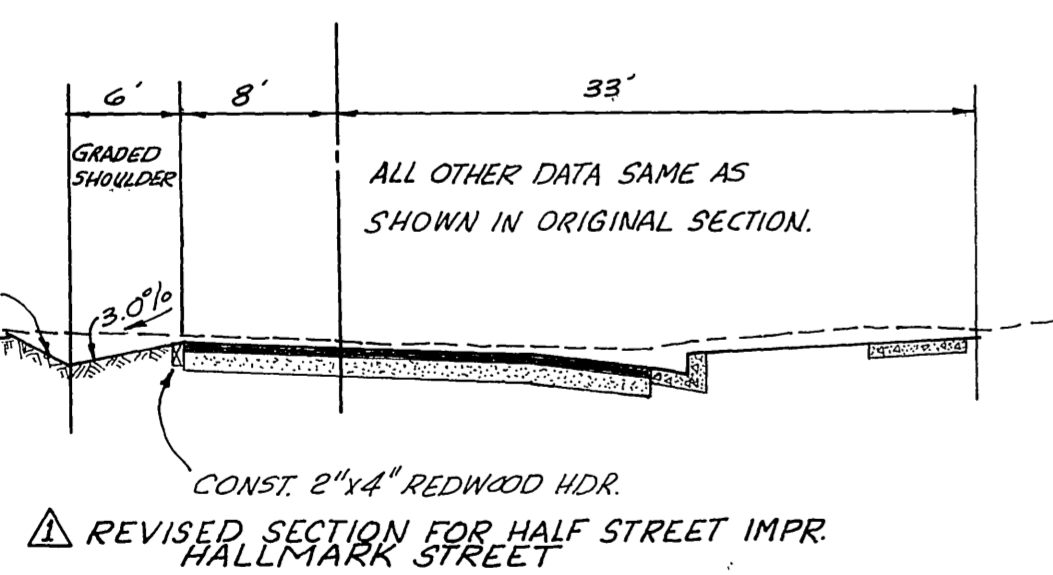 6' 8' 33'
GRADED
SHOULDER
ALL OTHER DATA SAME AS
SHOWN IN ORIGINAL SECTION.
3.0%
CONST. 2"x4" REDWOOD HDR.
1 REVISED SECTION FOR HALF STREET IMPR.
HALLMARK STREET